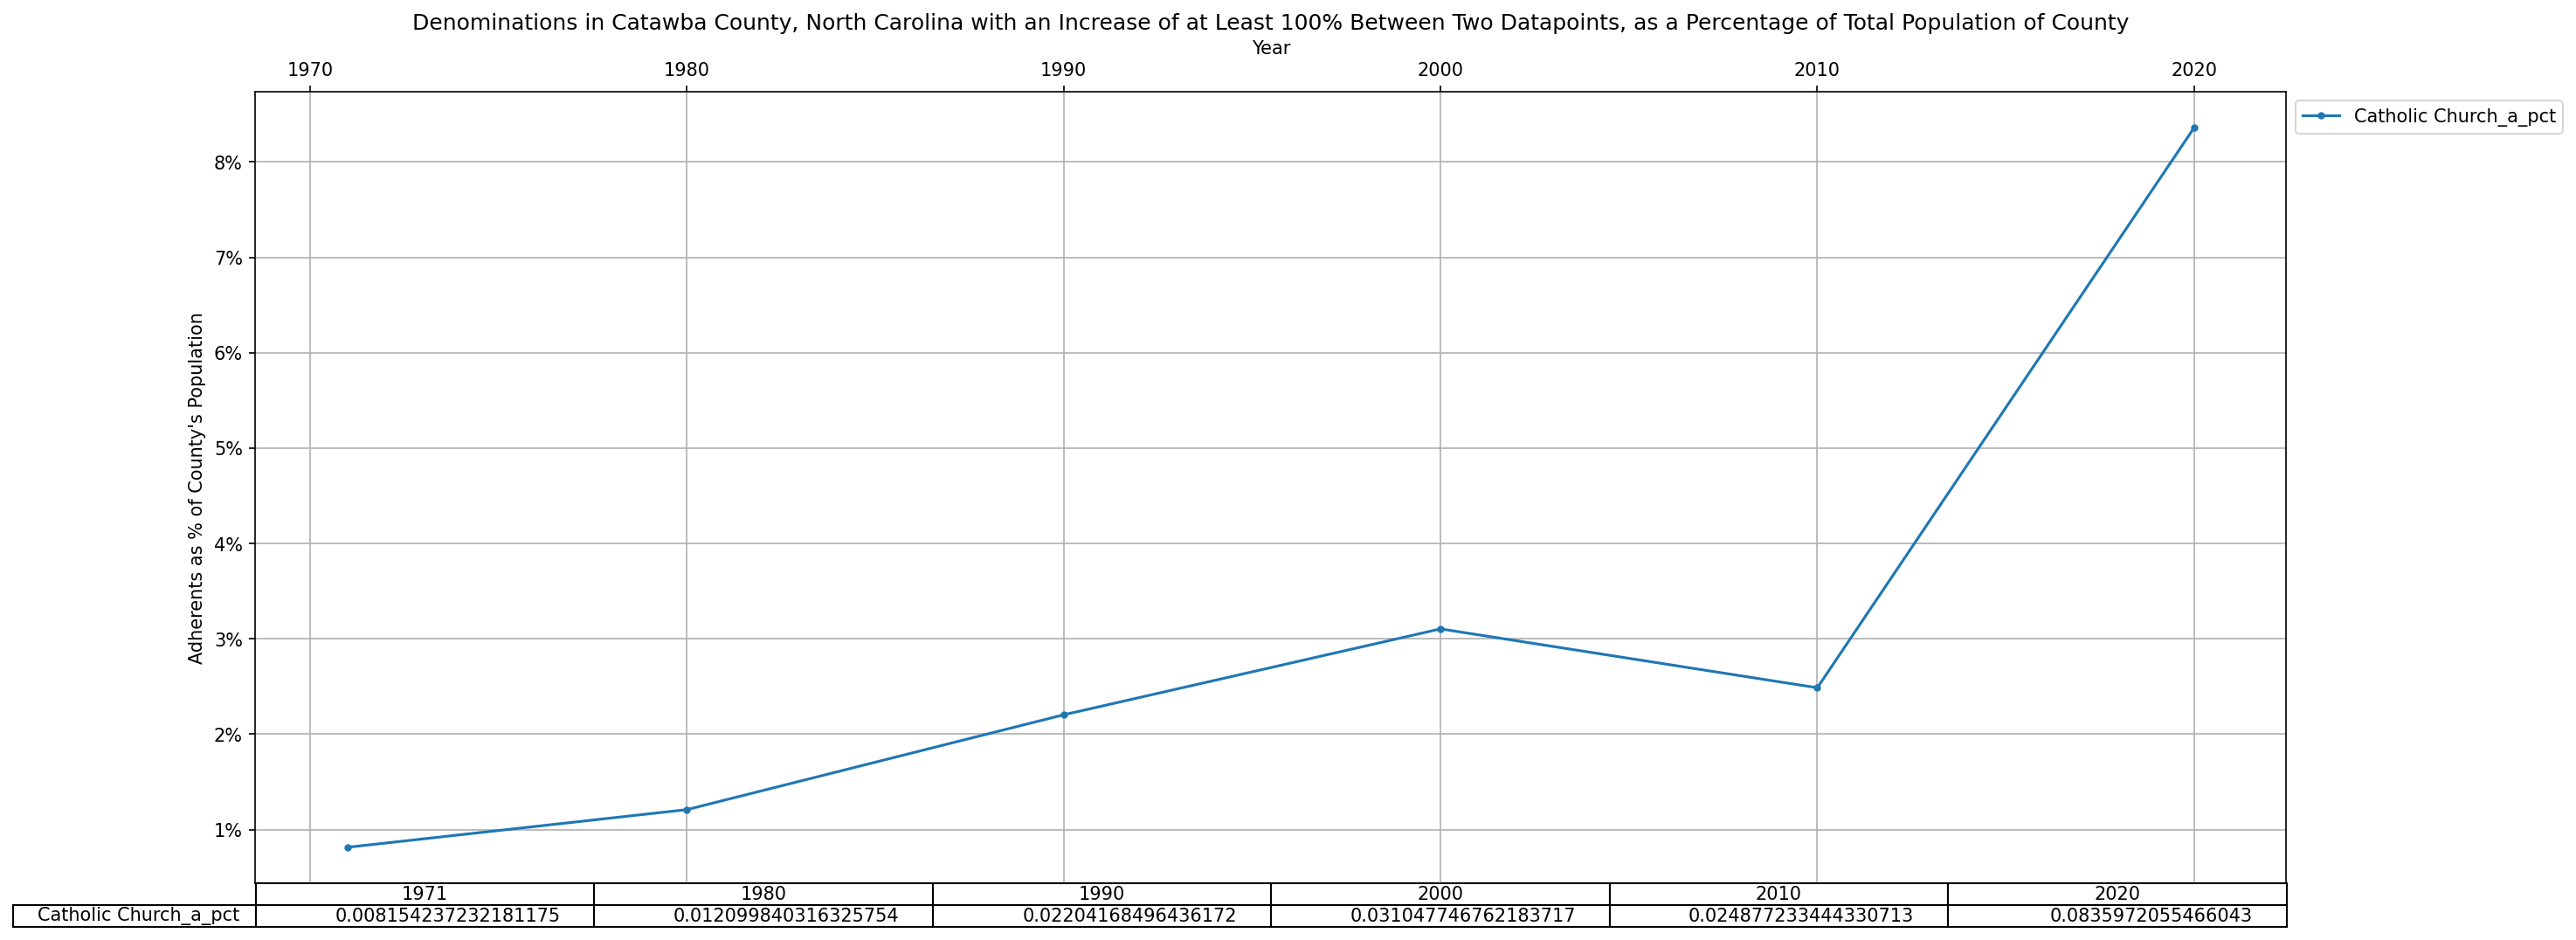 Denominations in Catawba County, North Carolina with an Increase of at Least 100% Between Two Datapoints, as a Percentage of Total Population of County
Year
1970 1980 1990 2000 2010 2020
Catholic Church_a_pct
8%
7%
6%
5%
4%
3%
2%
1%
Adherents as % of County's Population
1971 1980 1990 2000 2010 2020
Catholic Church_a_pct 0.008154237232181175 0.012099840316325754 0.02204168496436172 0.031047746762183717 0.024877233444330713 0.0835972055466043